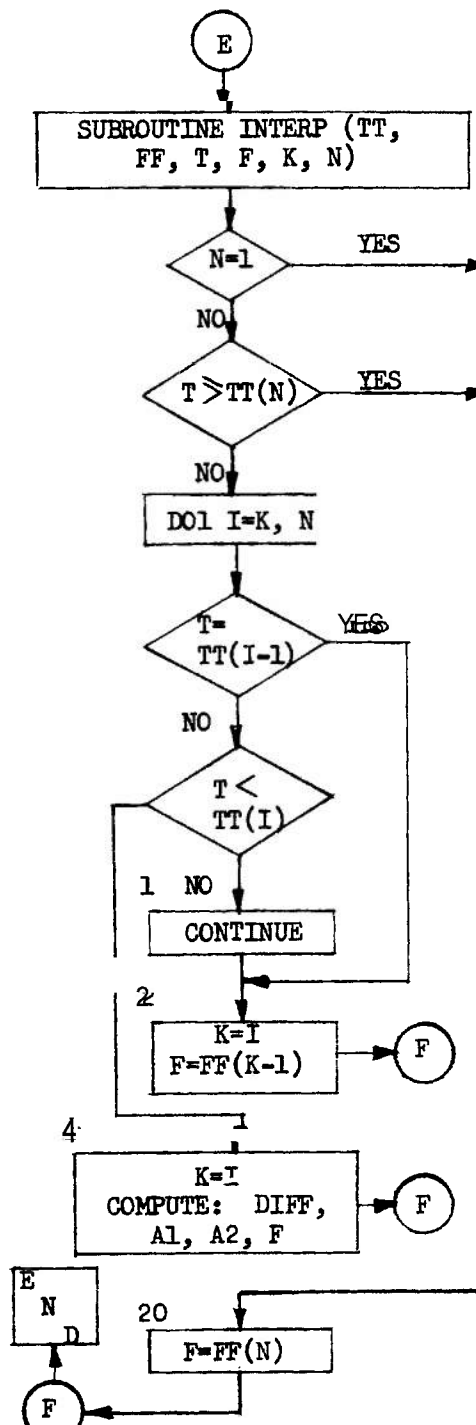 E
SUBROUTINE INTERP (TT,
FF, T, F, K, N)
N=1
YES
NO
T⩾TT(N)
YES
NO
DO1 I=K, N
T=
TT(I-1)
YES
NO
T<
TT(I)
1 NO
CONTINUE
2
K=I
F=FF(K-1)
F
4
K=I
COMPUTE: DIFF,
A1, A2, F
F
E
N
D
20
F=FF(N)
F